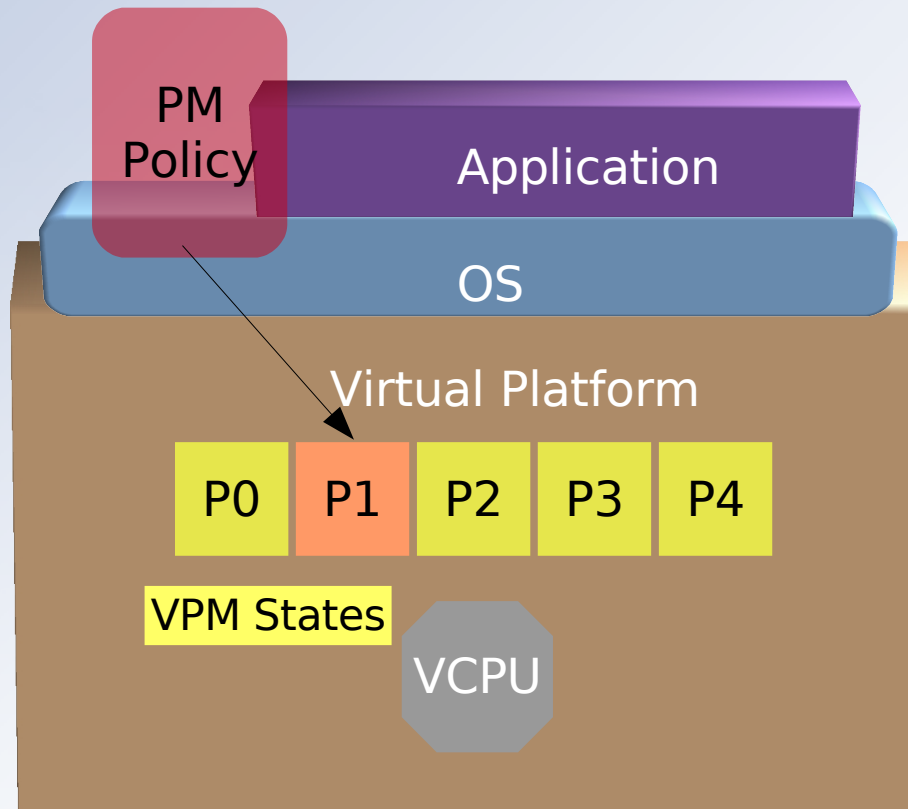 PM
Policy
Application
OS
Virtual Platform
P0
P1
P2
P3
P4
VPM States
VCPU